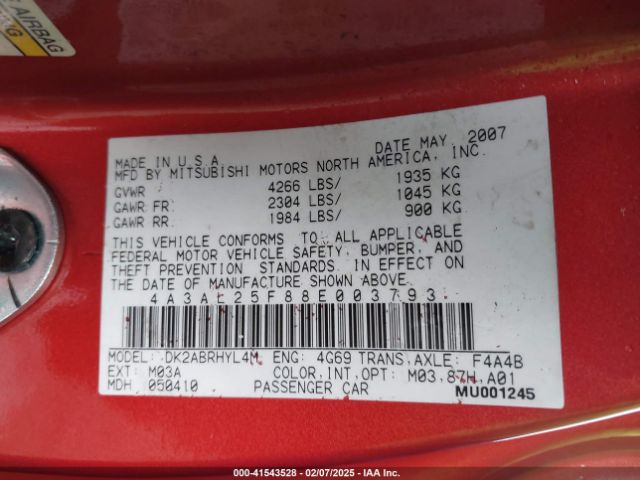 AIRBAG
MADE IN U.S.A. DATE MAY, 2007
MFD BY MITSUBISHI MOTORS NORTH AMERICA, INC.
GVWR 4266 LBS/ 1935 KG
GAWR FR: 2304 LBS/ 1045 KG
GAWR RR: 1984 LBS/ 900 KG
THIS VEHICLE CONFORMS TO ALL APPLICABLE
FEDERAL MOTOR VEHICLE SAFETY, BUMPER, AND
THEFT PREVENTION STANDARDS IN EFFECT ON
THE DATE OF MANUFACTURE SHOWN ABOVE.
4A3AL25F88E003793
MODEL: DK2ABRHYL4M ENG: 4G69 TRANS,AXLE: F4A4B
EXT: M03A COLOR,INT,OPT: M03,87H,A01
MDH 050410 PASSENGER CAR MU001245
000-41543528 - 02/07/2025 - IAA Inc.